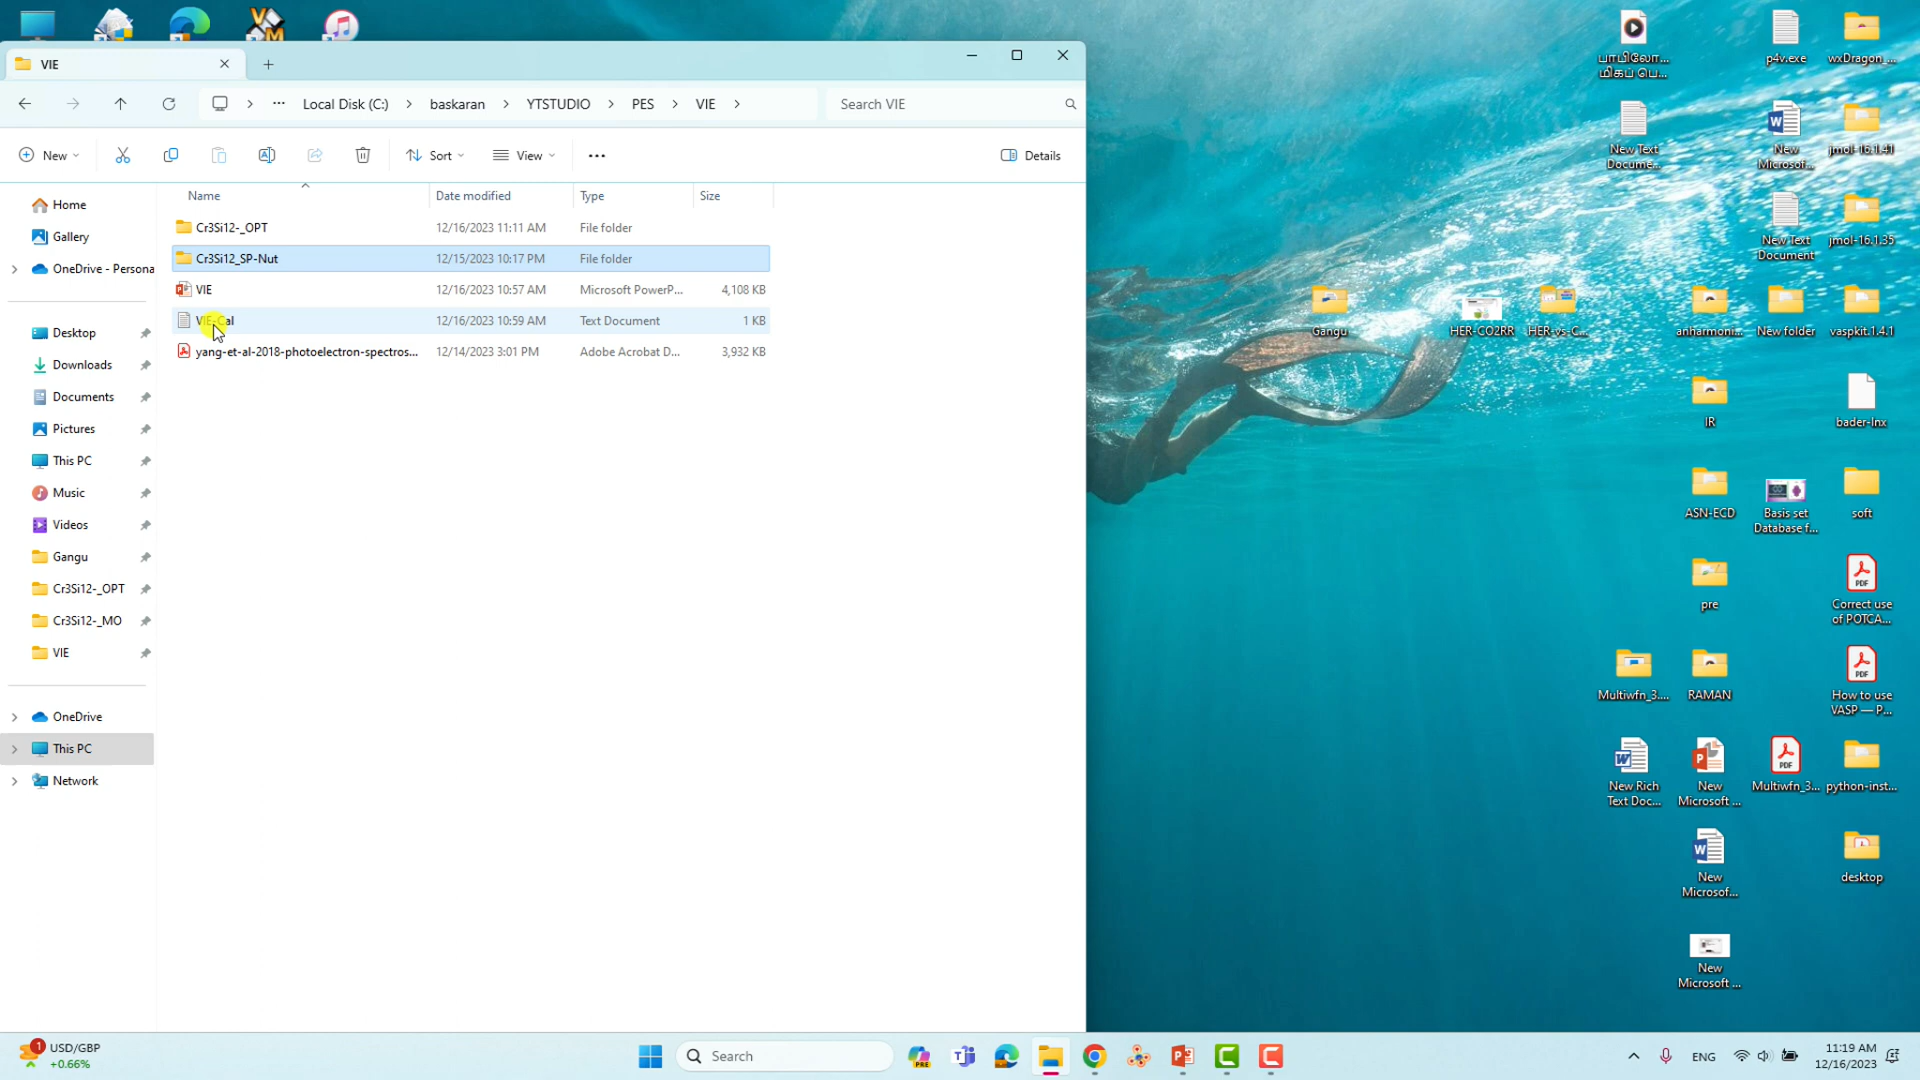 VIE
Local Disk (C:)
baskaran
YTSTUDIO
PES
VIE
Search VIE
New
Sort
View
Details
Name
Date modified
Type
Size
Cr3Si12-_OPT
12/16/2023 11:11 AM
File folder
Cr3Si12_SP-Nut
12/15/2023 10:17 PM
File folder
VIE
12/16/2023 10:57 AM
Microsoft PowerP...
4,108 KB
VIE-Cal
12/16/2023 10:59 AM
Text Document
1 KB
yang-et-al-2018-photoelectron-spectros...
12/14/2023 3:01 PM
Adobe Acrobat D...
3,932 KB
Home
Gallery
OneDrive - Persona
Desktop
Downloads
Documents
Pictures
This PC
Music
Videos
Gangu
Cr3Si12-_OPT
Cr3Si12-_MO
VIE
OneDrive
This PC
Network
p4v.exe
wxDragon_...
New Text
Docume...
New
Microsof...
jmol-16.1.41
New Text
Document
jmol-16.1.35
Gangu
HER-CO2RR
HER-vs-C...
anharmoni...
New folder
vaspkit.1.4.1
IR
bader-lnx
ASN-ECD
Basis set
Database f...
soft
pre
Correct use
of POTCA...
Multiwfn_3....
RAMAN
How to use
VASP — P...
New Rich
Text Doc...
New
Microsoft ...
Multiwfn_3...
python-inst...
New
Microsof...
desktop
New
Microsoft ...
1
USD/GBP
+0.66%
Search
PRE
ENG
11:19 AM
12/16/2023